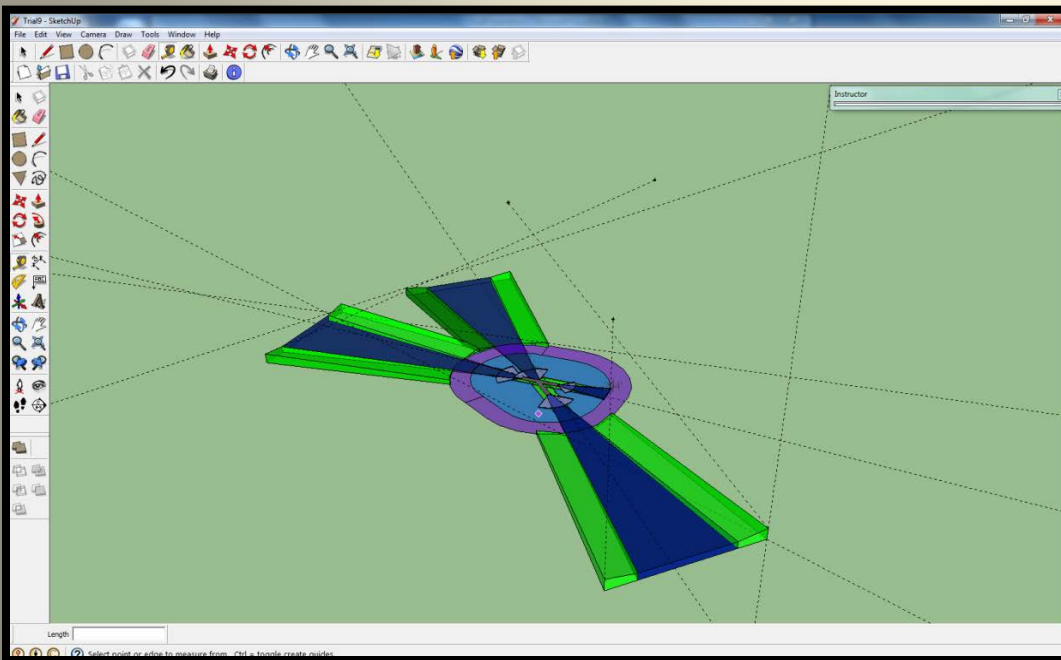 Trial9 - SketchUp
File Edit View Camera Draw Tools Window Help
Instructor
Length
Select point or edge to measure from. Ctrl = toggle create guides.